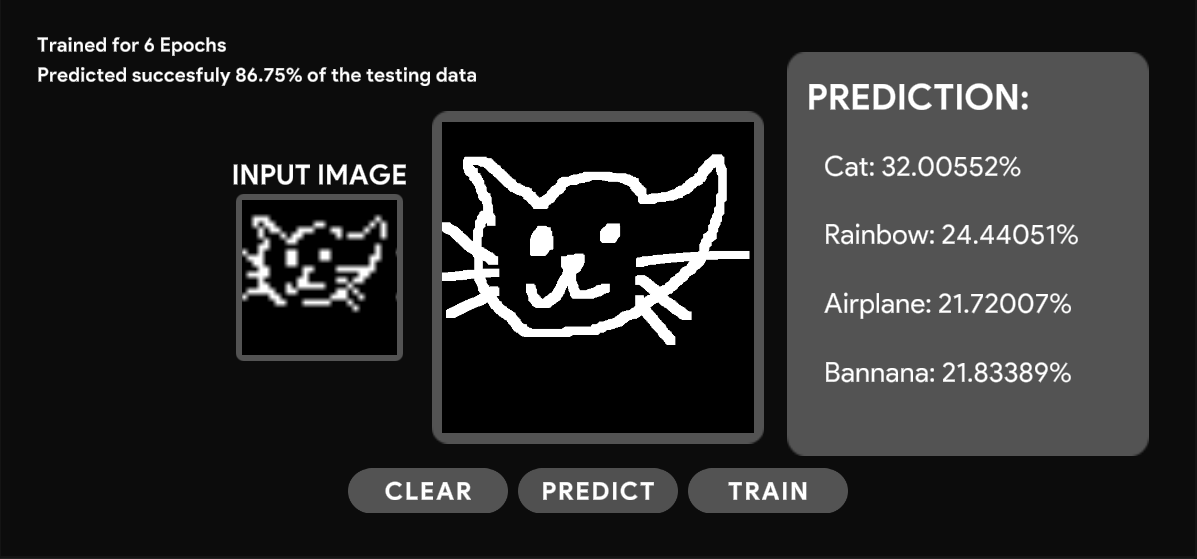 Trained for 6 Epochs
Predicted succesfuly 86.75% of the testing data
INPUT IMAGE
PREDICTION:
Cat: 32.00552%
Rainbow: 24.44051%
Airplane: 21.72007%
Bannana: 21.83389%
CLEAR
PREDICT
TRAIN